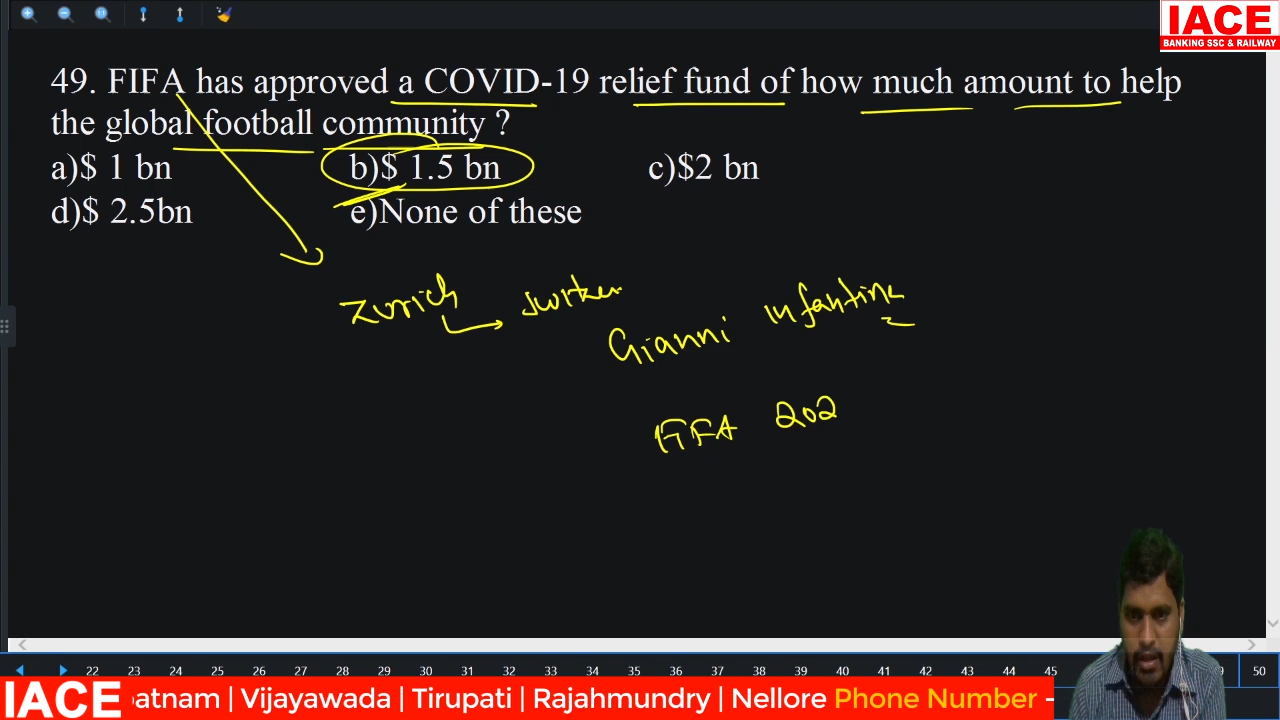 IACE
BANKING SSC & RAILWAY
49. FIFA has approved a COVID-19 relief fund of how much amount to help
the global football community ?
a)$ 1 bn b)$ 1.5 bn c)$2 bn
d)$ 2.5bn e)None of these
Zurich switzer
Gianni Infantino
FIFA 202
22 23 24 25 26 27 28 29 30 31 32 33 34 35 36 37 38 39 40 41 42 43 44 45 50
IACE patnam | Vijayawada | Tirupati | Rajahmundry | Nellore Phone Number -